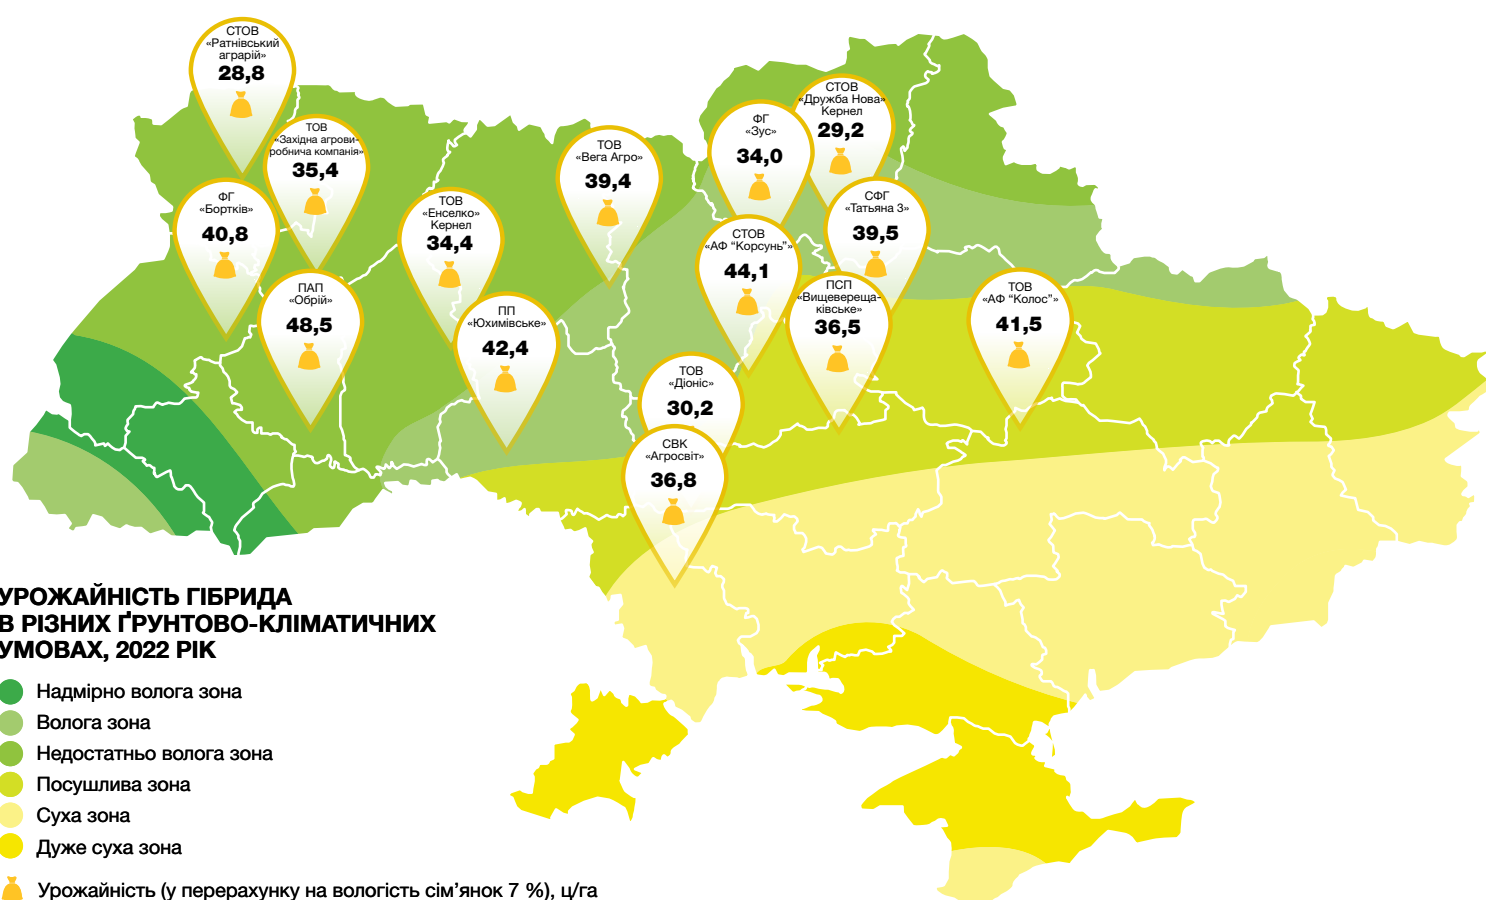 СТОВ
«Ратнівський
аграрій»
28,8
ТОВ
«Західна агрови-
робнича компанія»
35,4
ФГ
«Бортків»
40,8
ПАП
«Обрій»
48,5
ТОВ
«Енселко»
Кернел
34,4
ПП
«Юхимівське»
42,4
ТОВ
«Вега Агро»
39,4
ФГ
«Зус»
34,0
СТОВ
«Дружба Нова»
Кернел
29,2
СФГ
«Татьяна 3»
39,5
СТОВ
«АФ “Корсунь”»
44,1
ПСП
«Вищевереща-
ківське»
36,5
ТОВ
«АФ “Колос”»
41,5
ТОВ
«Діоніс»
30,2
СВК
«Агросвіт»
36,8
УРОЖАЙНІСТЬ ГІБРИДА
В РІЗНИХ ҐРУНТОВО-КЛІМАТИЧНИХ
УМОВАХ, 2022 РІК
Надмірно волога зона
Волога зона
Недостатньо волога зона
Посушлива зона
Суха зона
Дуже суха зона
Урожайність (у перерахунку на вологість сім’янок 7 %), ц/га